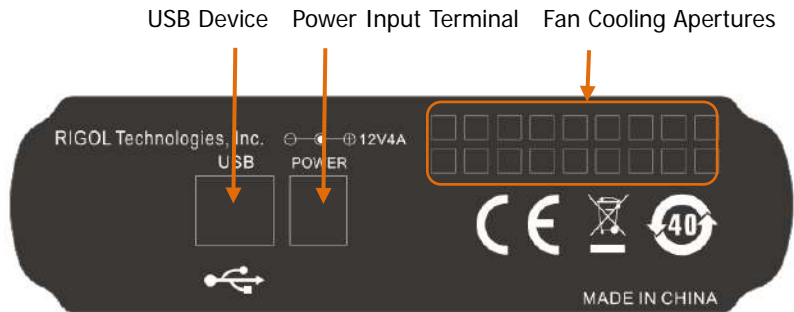 USB Device Power Input Terminal Fan Cooling Apertures
RIGOL Technologies, Inc. 12V4A
USB POWER
CE 40
MADE IN CHINA